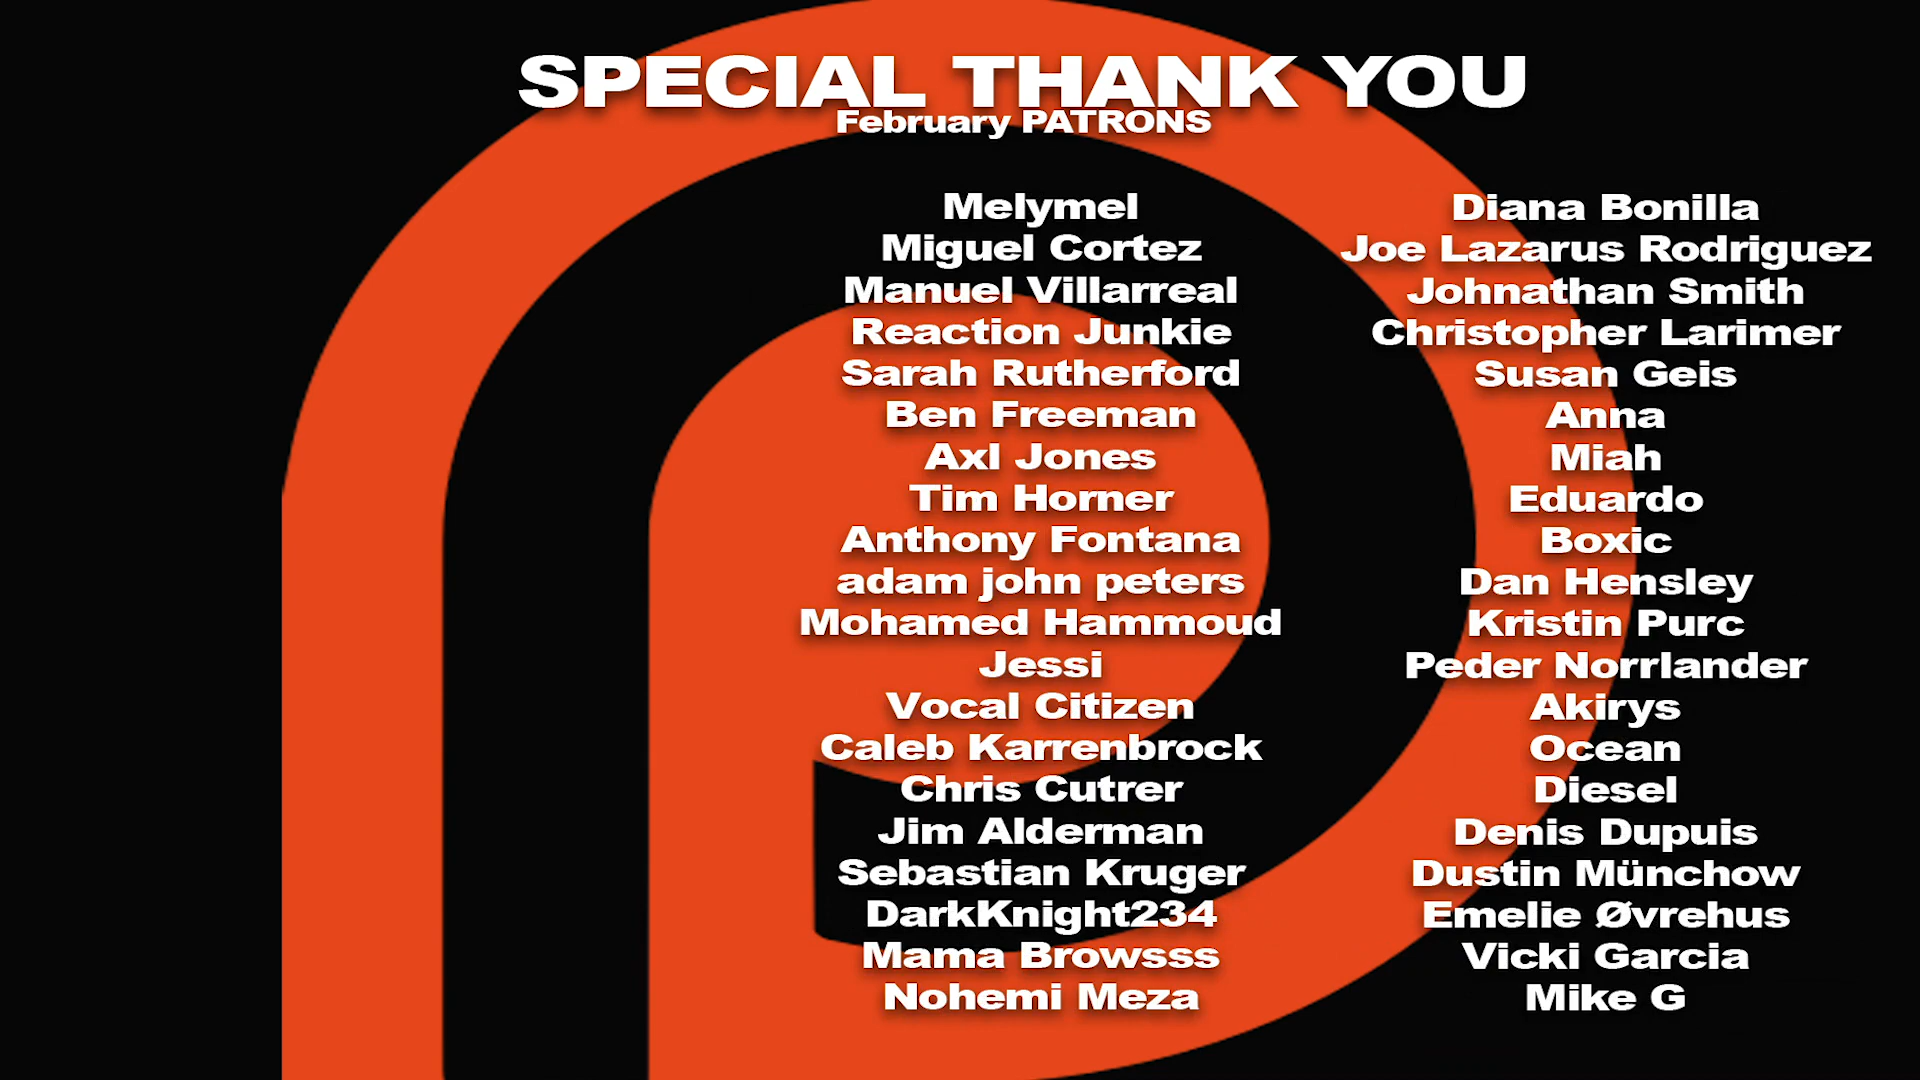 SPECIAL THANK YOU
February PATRONS
Melymel
Miguel Cortez
Manuel Villarreal
Reaction Junkie
Sarah Rutherford
Ben Freeman
Axl Jones
Tim Horner
Anthony Fontana
adam john peters
Mohamed Hammoud
Jessi
Vocal Citizen
Caleb Karrenbrock
Chris Cutrer
Jim Alderman
Sebastian Kruger
DarkKnight234
Mama Browsss
Nohemi Meza
Diana Bonilla
Joe Lazarus Rodriguez
Johnathan Smith
Christopher Larimer
Susan Geis
Anna
Miah
Eduardo
Boxic
Dan Hensley
Kristin Purc
Peder Norrlander
Akirys
Ocean
Diesel
Denis Dupuis
Dustin Münchow
Emelie Øvrehus
Vicki Garcia
Mike G